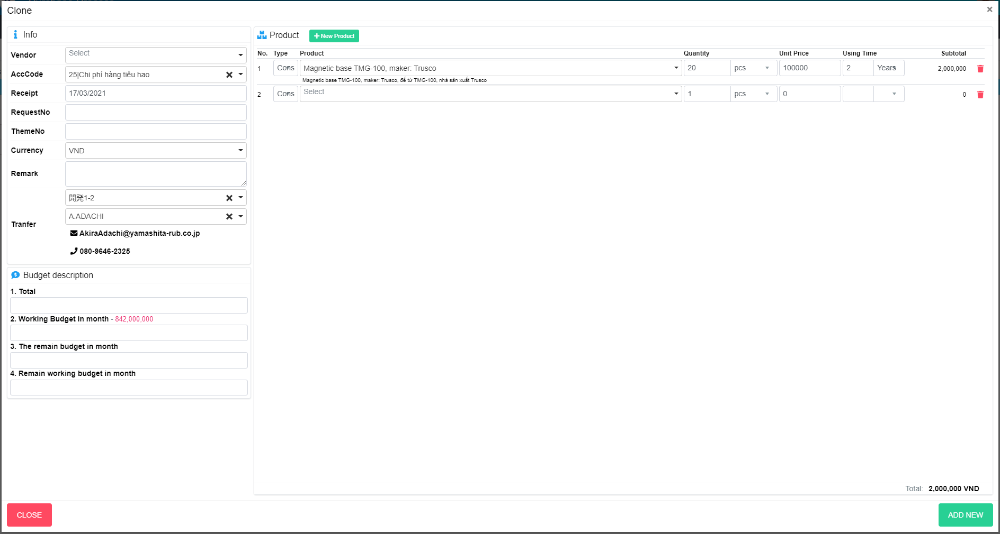 Clone
Info
Vendor
Select
AccCode
25|Chi phí hàng tiêu hao
Receipt
17/03/2021
RequestNo
ThemeNo
Currency
VND
Remark
Tranfer
開発1-2
A.ADACHI
AkiraAdachi@yamashita-rub.co.jp
080-9646-2325
Budget description
1. Total
2. Working Budget in month - 842,000,000
3. The remain budget in month
4. Remain working budget in month
Product
New Product
No. Type Product Quantity Unit Price Using Time Subtotal
1 Cons Magnetic base TMG-100, maker: Trusco 20 pcs 100000 2 Years 2,000,000
Magnetic base TMG-100, maker: Trusco, đế từ TMG-100, nhà sản xuất Trusco
2 Cons Select 1 pcs 0 0
Total: 2,000,000 VND
CLOSE
ADD NEW